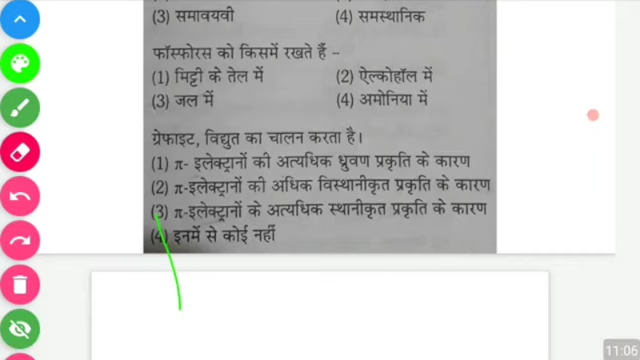 (3) समावयवी (4) समस्थानिक
फॉस्फोरस को किसमें रखते हैं –
(1) मिट्टी के तेल में (2) ऐल्कोहॉल में
(3) जल में (4) अमोनिया में
ग्रेफाइट, विद्युत का चालन करता है।
(1) π- इलेक्ट्रानों की अत्यधिक ध्रुवण प्रकृति के कारण
(2) π-इलेक्ट्रानों की अधिक विस्थानीकृत प्रकृति के कारण
(3) π-इलेक्ट्रानों के अत्यधिक स्थानीकृत प्रकृति के कारण
(4) इनमें से कोई नहीं
11:06